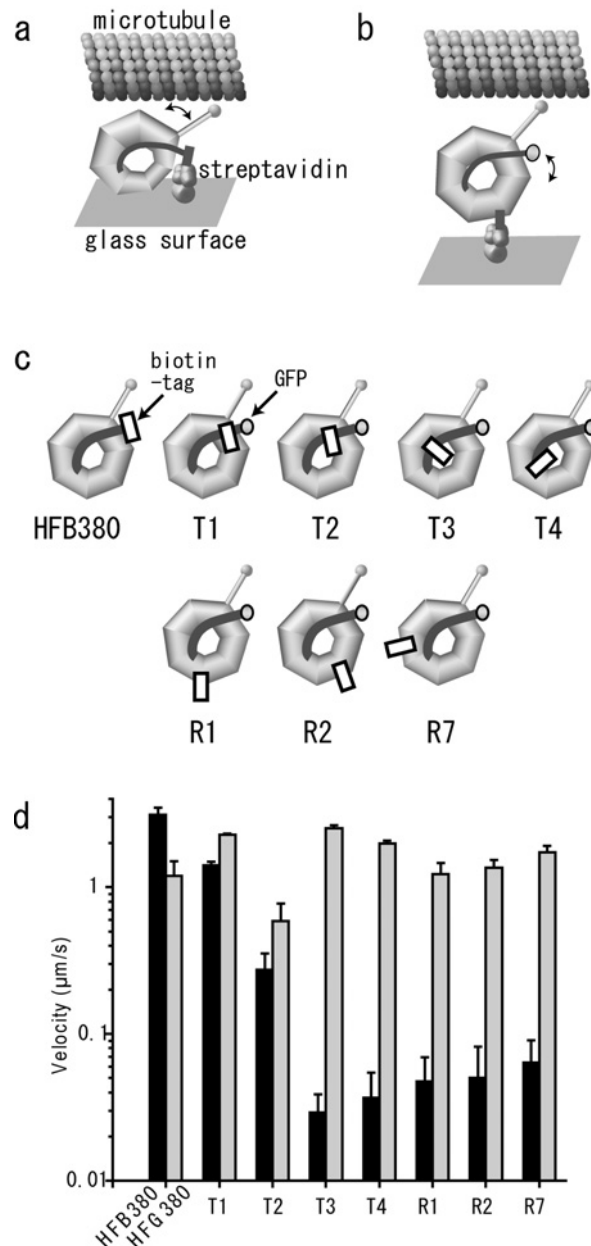 a
microtubule
streptavidin
glass surface
b
c
biotin
-tag
GFP
HFB380
T1
T2
T3
T4
R1
R2
R7
d
Velocity (μm/s)
1
0.1
0.01
HFB380
HFG380
T1
T2
T3
T4
R1
R2
R7